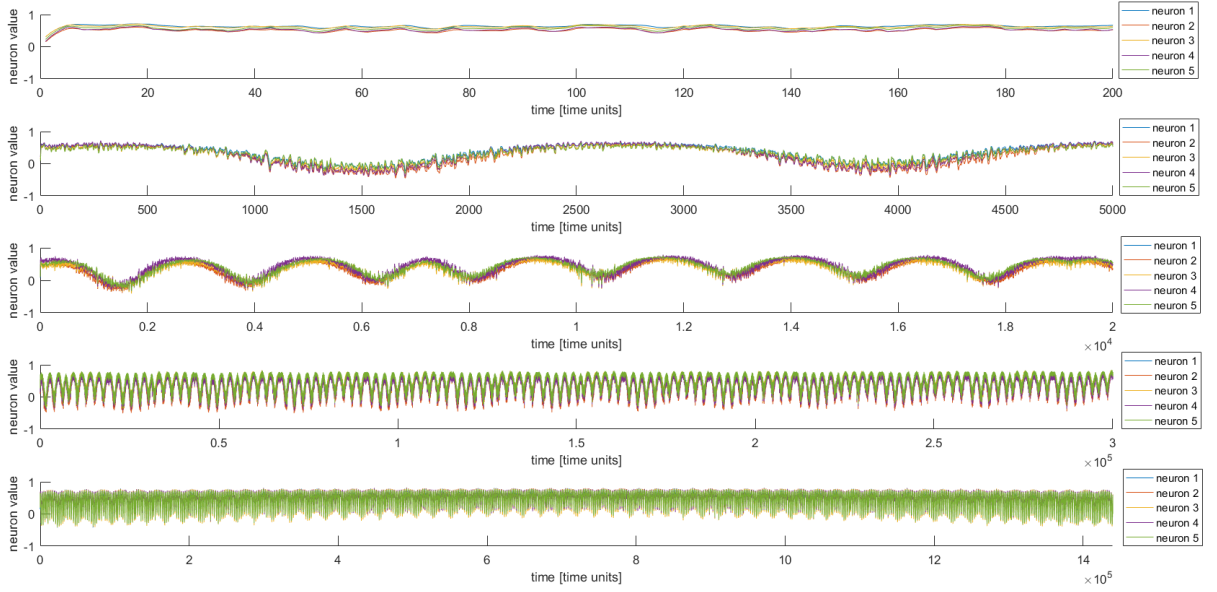 1
0
-1
neuron value
0
20
40
60
80
100
120
140
160
180
200
time [time units]
neuron 1
neuron 2
neuron 3
neuron 4
neuron 5
1
0
-1
neuron value
0
500
1000
1500
2000
2500
3000
3500
4000
4500
5000
time [time units]
neuron 1
neuron 2
neuron 3
neuron 4
neuron 5
1
0
-1
neuron value
0
0.2
0.4
0.6
0.8
1
1.2
1.4
1.6
1.8
2
× 10^4
time [time units]
neuron 1
neuron 2
neuron 3
neuron 4
neuron 5
1
0
-1
neuron value
0
0.5
1
1.5
2
2.5
3
× 10^5
time [time units]
neuron 1
neuron 2
neuron 3
neuron 4
neuron 5
1
0
-1
neuron value
0
2
4
6
8
10
12
14
× 10^5
time [time units]
neuron 1
neuron 2
neuron 3
neuron 4
neuron 5